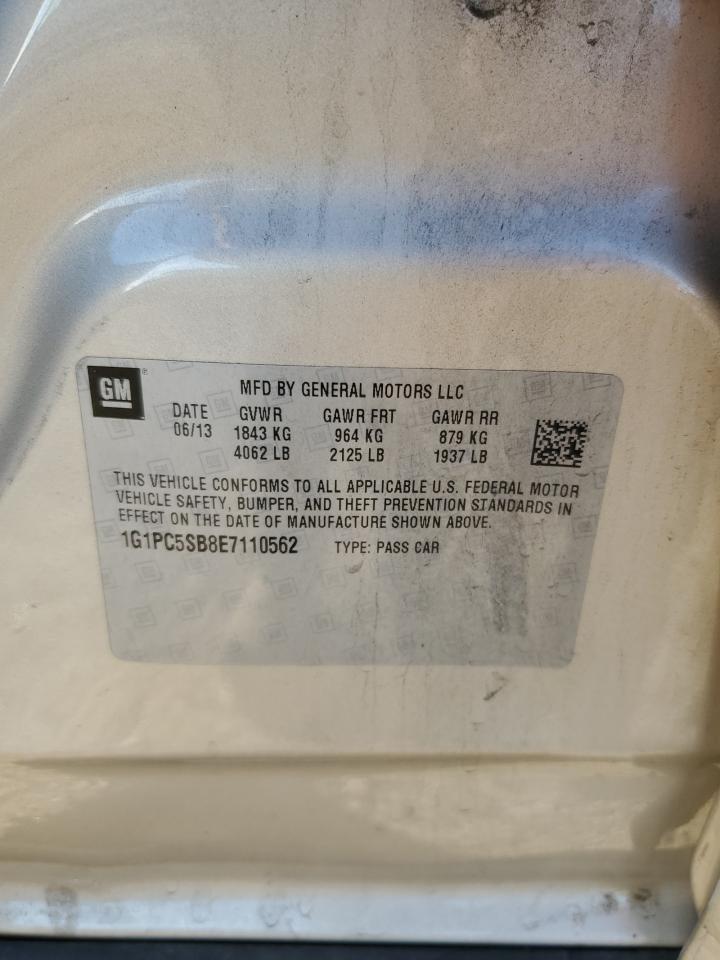 GM ®
MFD BY GENERAL MOTORS LLC
DATE GVWR GAWR FRT GAWR RR
06/13 1843 KG 964 KG 879 KG
4062 LB 2125 LB 1937 LB
THIS VEHICLE CONFORMS TO ALL APPLICABLE U.S. FEDERAL MOTOR
VEHICLE SAFETY, BUMPER, AND THEFT PREVENTION STANDARDS IN
EFFECT ON THE DATE OF MANUFACTURE SHOWN ABOVE.
1G1PC5SB8E7110562 TYPE: PASS CAR